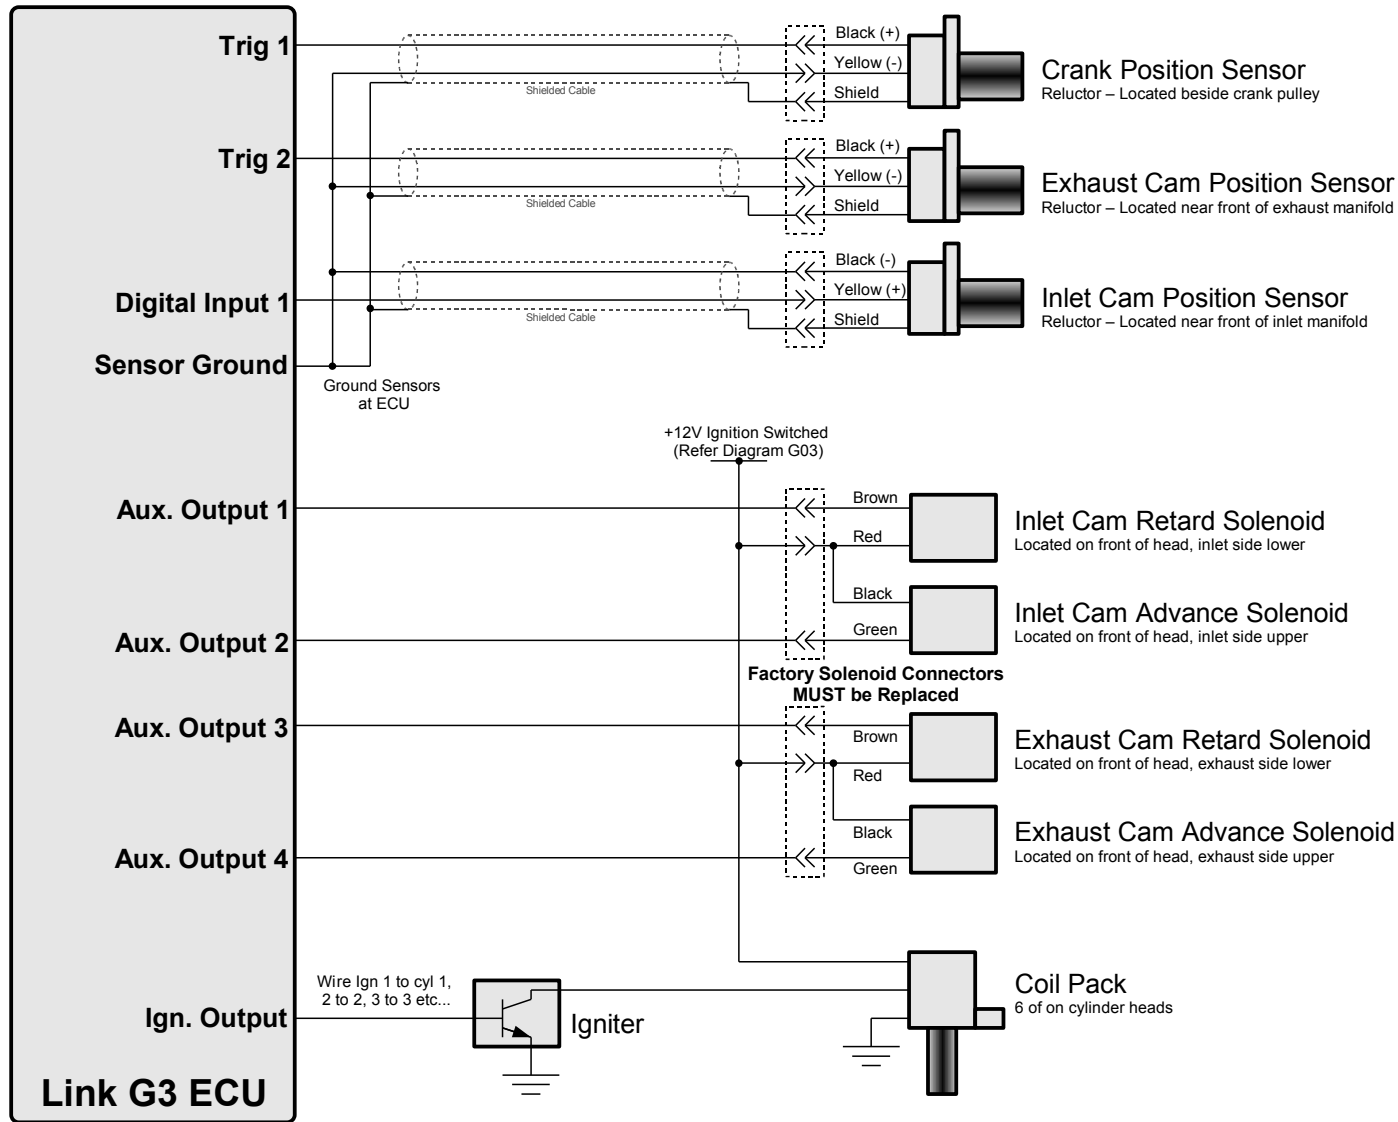 Trig 1
Black (+)
Yellow (-)
Shield
Shielded Cable
Crank Position Sensor
Reluctor – Located beside crank pulley
Trig 2
Black (+)
Yellow (-)
Shield
Shielded Cable
Exhaust Cam Position Sensor
Reluctor – Located near front of exhaust manifold
Digital Input 1
Black (-)
Yellow (+)
Shield
Shielded Cable
Inlet Cam Position Sensor
Reluctor – Located near front of inlet manifold
Sensor Ground
Ground Sensors
at ECU
+12V Ignition Switched
(Refer Diagram G03)
Aux. Output 1
Brown
Red
Inlet Cam Retard Solenoid
Located on front of head, inlet side lower
Black
Green
Inlet Cam Advance Solenoid
Located on front of head, inlet side upper
Aux. Output 2
Factory Solenoid Connectors
MUST be Replaced
Aux. Output 3
Brown
Red
Exhaust Cam Retard Solenoid
Located on front of head, exhaust side lower
Black
Green
Exhaust Cam Advance Solenoid
Located on front of head, exhaust side upper
Aux. Output 4
Wire Ign 1 to cyl 1,
2 to 2, 3 to 3 etc...
Ign. Output
Igniter
Coil Pack
6 of on cylinder heads
Link G3 ECU